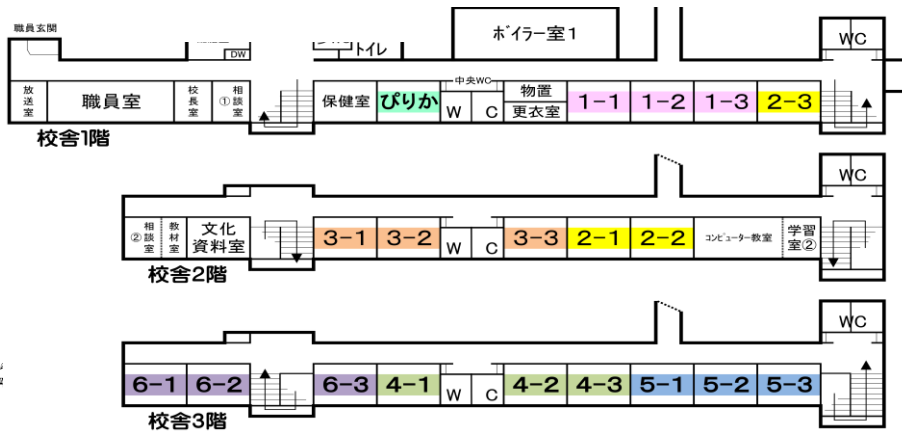 職員玄関
DW
トイレ
ボイラー室1
WC
放送室
職員室
校長室
相談室①
保健室
ぴりか
中央WC
W C
物置
更衣室
1-1
1-2
1-3
2-3
校舎1階
WC
相談室②
教材室
文化
資料室
3-1
3-2
W C
3-3
2-1
2-2
コンピューター教室
学習
室②
校舎2階
WC
6-1
6-2
6-3
4-1
W C
4-2
4-3
5-1
5-2
5-3
校舎3階